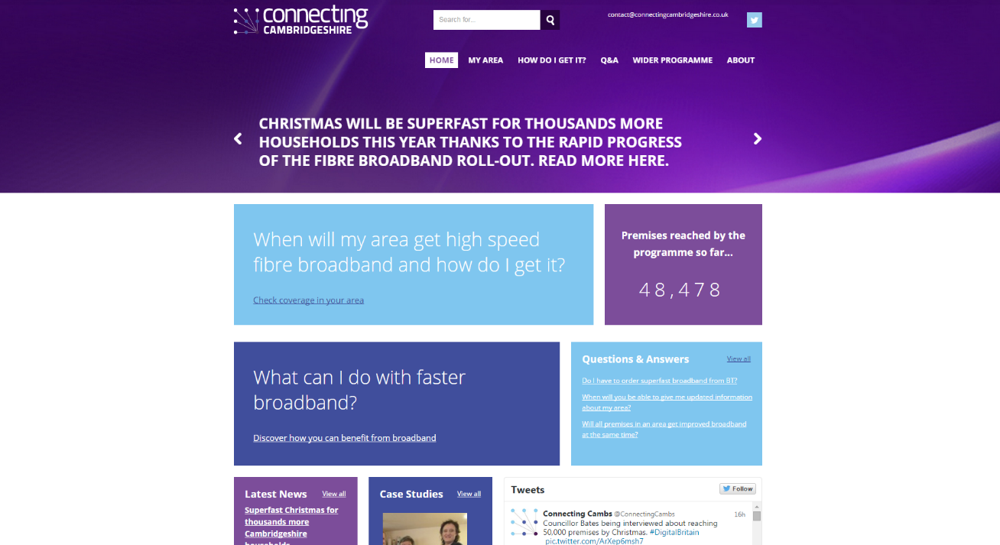 connecting
CAMBRIDGESHIRE
Search for...
contact@connectingcambridgeshire.co.uk
HOME MY AREA HOW DO I GET IT? Q&A WIDER PROGRAMME ABOUT
CHRISTMAS WILL BE SUPERFAST FOR THOUSANDS MORE
HOUSEHOLDS THIS YEAR THANKS TO THE RAPID PROGRESS
OF THE FIBRE BROADBAND ROLL-OUT. READ MORE HERE.
When will my area get high speed
fibre broadband and how do I get it?
Check coverage in your area
Premises reached by the
programme so far...
48,478
What can I do with faster
broadband?
Discover how you can benefit from broadband
Questions & Answers View all
Do I have to order superfast broadband from BT?
When will you be able to give me updated information
about my area?
Will all premises in an area get improved broadband
at the same time?
Latest News View all
Superfast Christmas for
thousands more
Cambridgeshire
households
Case Studies View all
Tweets Follow
Connecting Cambs @ConnectingCambs 16h
Councillor Bates being interviewed about reaching
50,000 premises by Christmas. #DigitalBritain
pic.twitter.com/ArXep6msh7